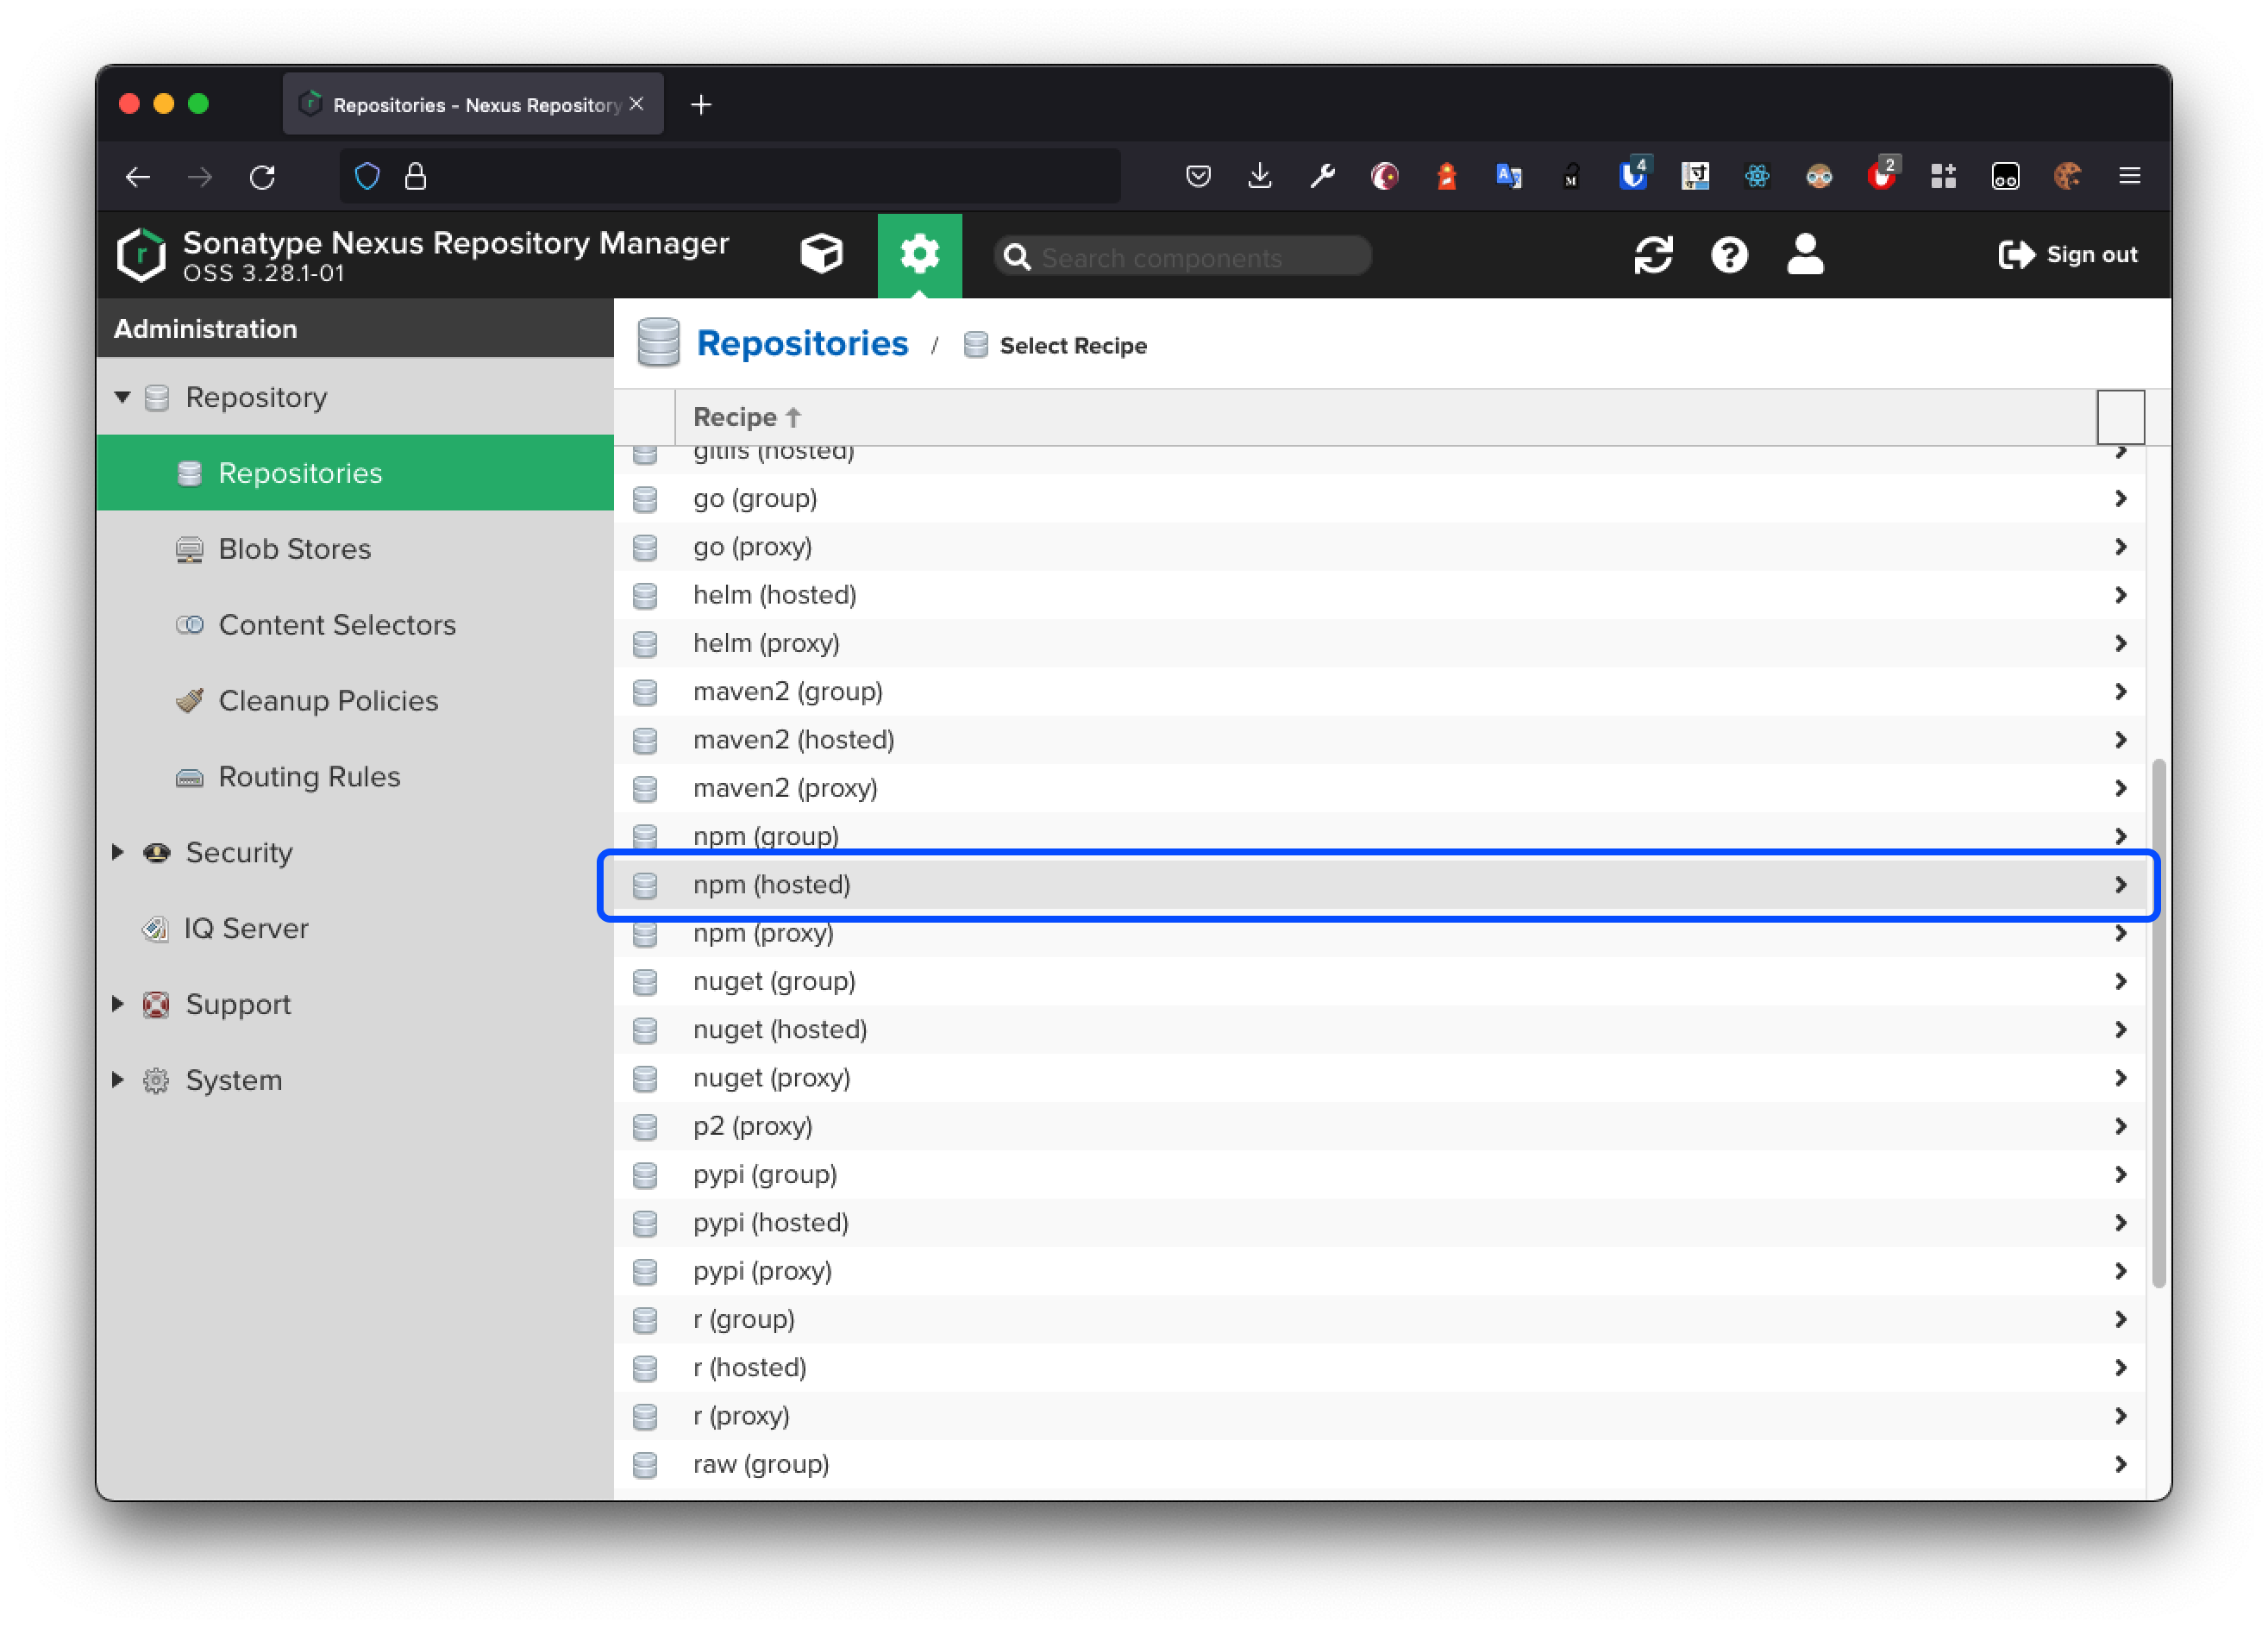 Repositories - Nexus Repository
4
2
Sonatype Nexus Repository Manager
OSS 3.28.1-01
Search components
Sign out
Administration
Repository
Repositories
Blob Stores
Content Selectors
Cleanup Policies
Routing Rules
Security
IQ Server
Support
System
Repositories / Select Recipe
Recipe
gitlfs (hosted)
go (group)
go (proxy)
helm (hosted)
helm (proxy)
maven2 (group)
maven2 (hosted)
maven2 (proxy)
npm (group)
npm (hosted)
npm (proxy)
nuget (group)
nuget (hosted)
nuget (proxy)
p2 (proxy)
pypi (group)
pypi (hosted)
pypi (proxy)
r (group)
r (hosted)
r (proxy)
raw (group)